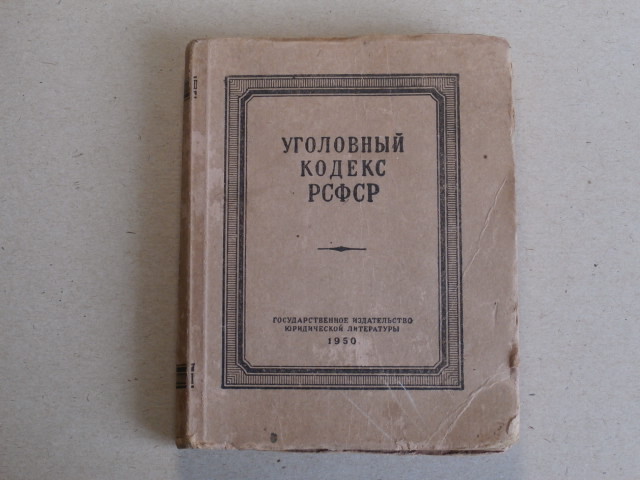 УГОЛОВНЫЙ
КОДЕКС
РСФСР
ГОСУДАРСТВЕННОЕ ИЗДАТЕЛЬСТВО
ЮРИДИЧЕСКОЙ ЛИТЕРАТУРЫ
1950